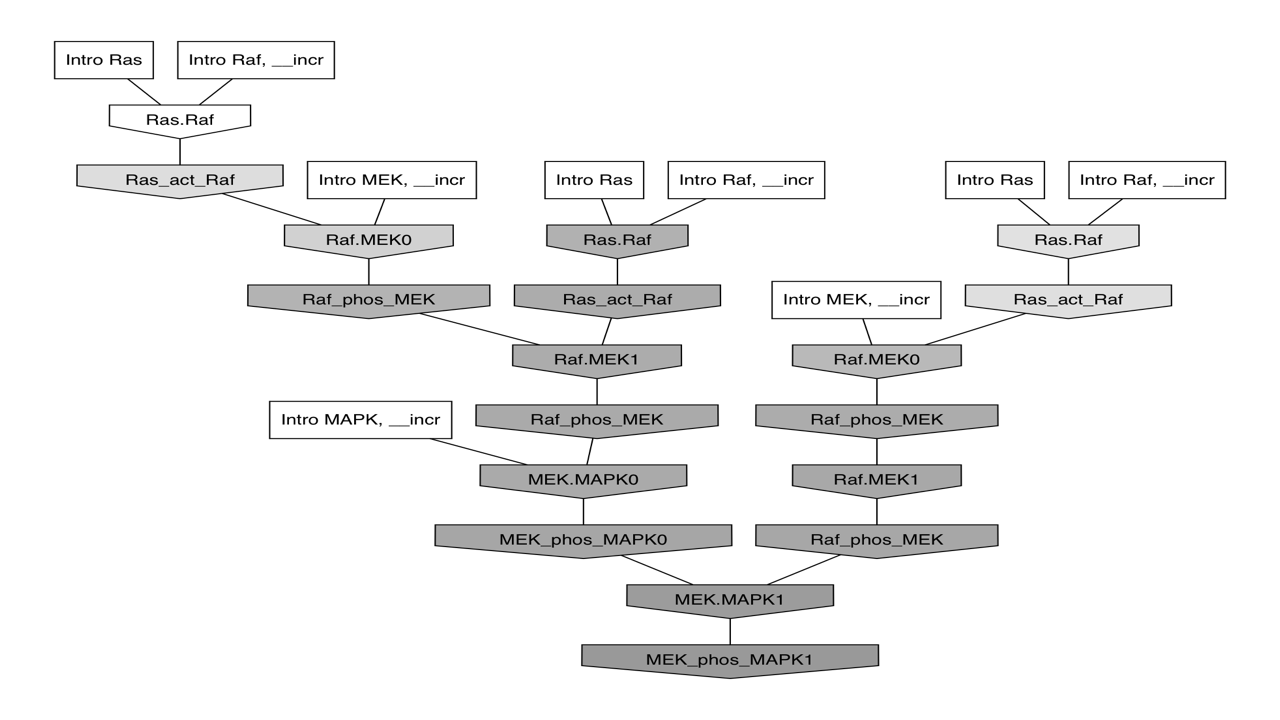 Intro Ras
Intro Raf, __incr
Ras.Raf
Ras_act_Raf
Intro MEK, __incr
Intro Ras
Intro Raf, __incr
Intro Ras
Intro Raf, __incr
Raf.MEK0
Ras.Raf
Ras.Raf
Raf_phos_MEK
Ras_act_Raf
Intro MEK, __incr
Ras_act_Raf
Raf.MEK1
Raf.MEK0
Intro MAPK, __incr
Raf_phos_MEK
Raf_phos_MEK
MEK.MAPK0
Raf.MEK1
MEK_phos_MAPK0
Raf_phos_MEK
MEK.MAPK1
MEK_phos_MAPK1